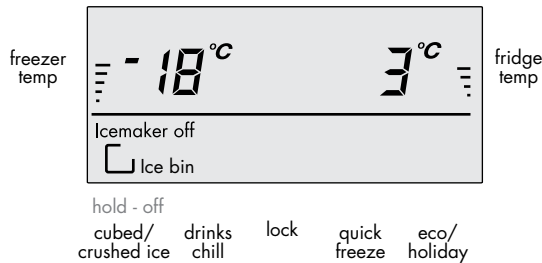 freezer
temp
-18°C
3°C
fridge
temp
Icemaker off
Ice bin
hold - off
cubed/
crushed ice
drinks
chill
lock
quick
freeze
eco/
holiday